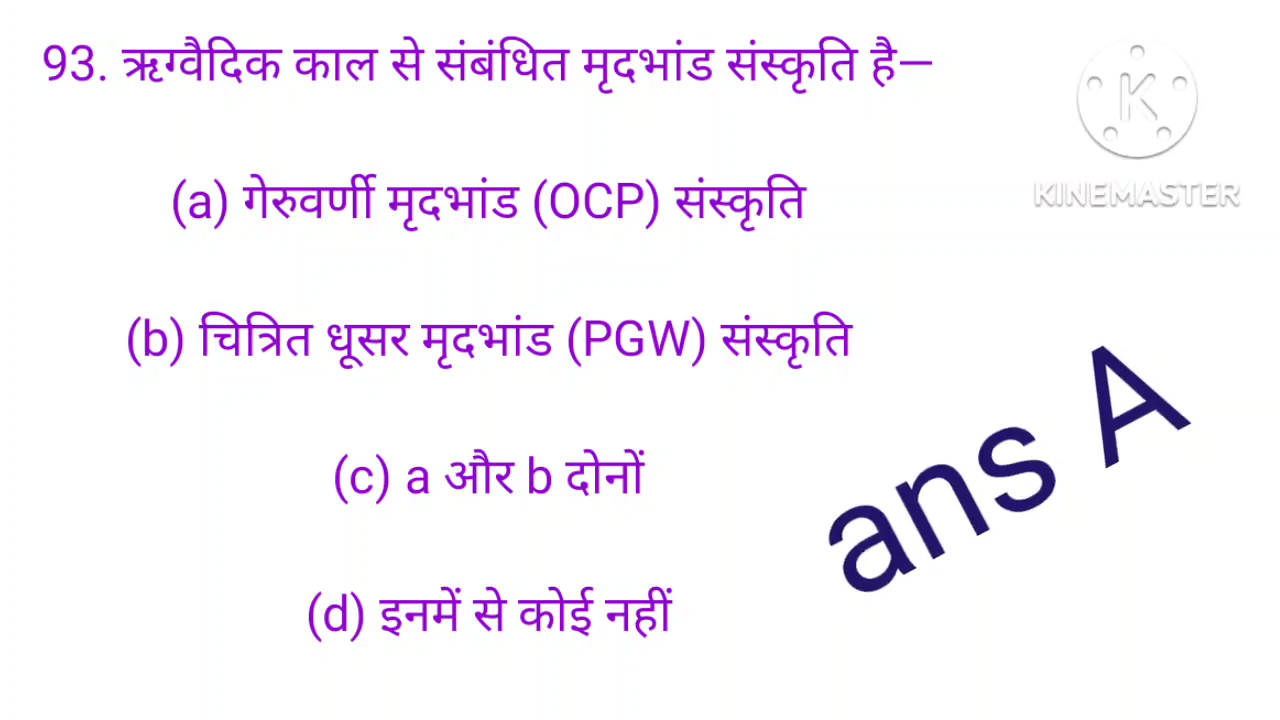 93. ऋग्वैदिक काल से संबंधित मृदभांड संस्कृति है—
KINEMASTER
(a) गेरुवर्णी मृदभांड (OCP) संस्कृति
(b) चित्रित धूसर मृदभांड (PGW) संस्कृति
(c) a और b दोनों
ans A
(d) इनमें से कोई नहीं